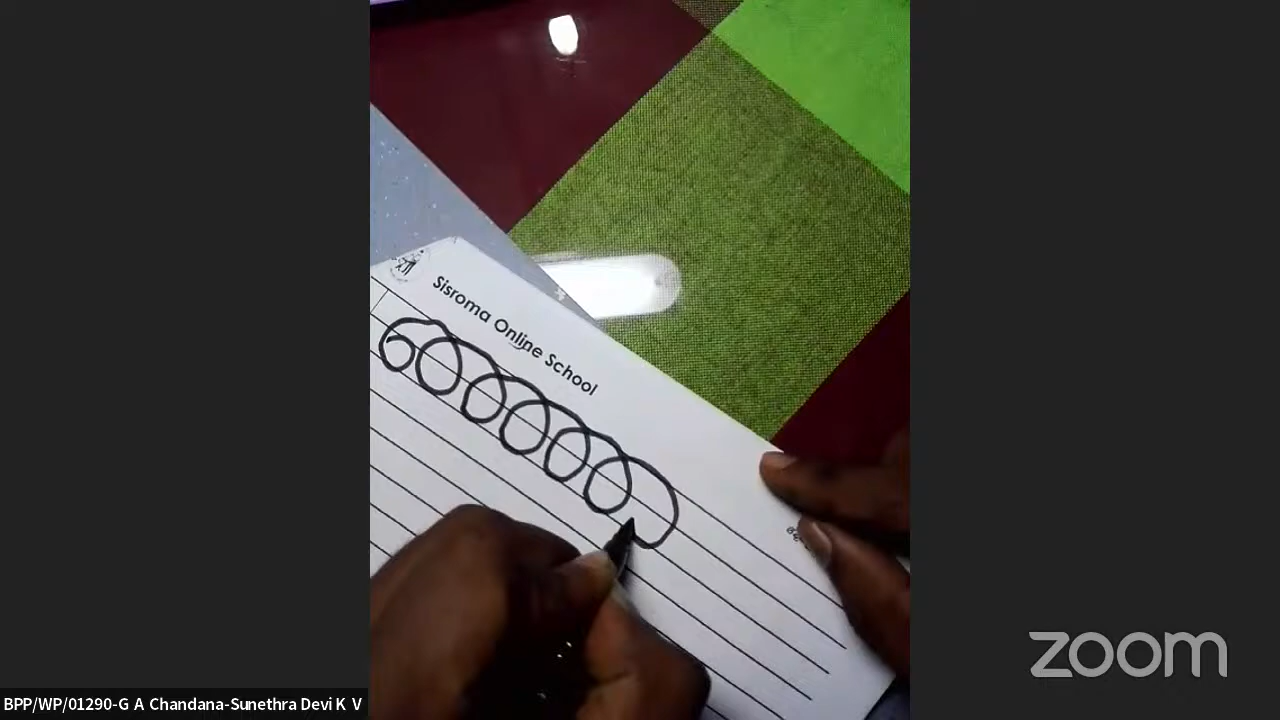 Sisroma Online School
BPP/WP/01290-G A Chandana-Sunethra Devi K V
zoom